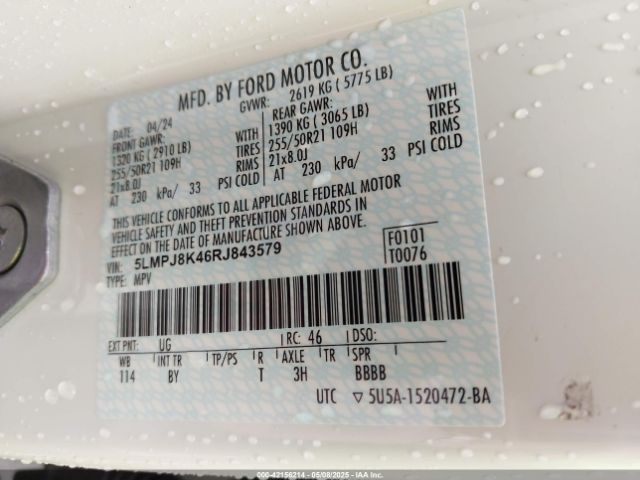 MFD. BY FORD MOTOR CO.
GVWR: 2619 KG ( 5775 LB)
DATE: 04/24
FRONT GAWR: REAR GAWR:
1320 KG ( 2910 LB) WITH 1390 KG ( 3065 LB) WITH
255/50R21 109H TIRES 255/50R21 109H TIRES
21x8.0J RIMS 21x8.0J RIMS
AT 230 kPa/ 33 PSI COLD AT 230 kPa/ 33 PSI COLD
THIS VEHICLE CONFORMS TO ALL APPLICABLE FEDERAL MOTOR
VEHICLE SAFETY AND THEFT PREVENTION STANDARDS IN
EFFECT ON THE DATE OF MANUFACTURE SHOWN ABOVE.
VIN: 5LMPJ8K46RJ843579 F0101
TYPE: MPV T0076
EXT PNT: UG RC: 46 DSO:
WB INT TR TP/PS R AXLE TR SPR
114 BY T 3H BBBB
UTC ▽ 5U5A-1520472-BA
000-42156214 - 05/08/2025 - IAA Inc.